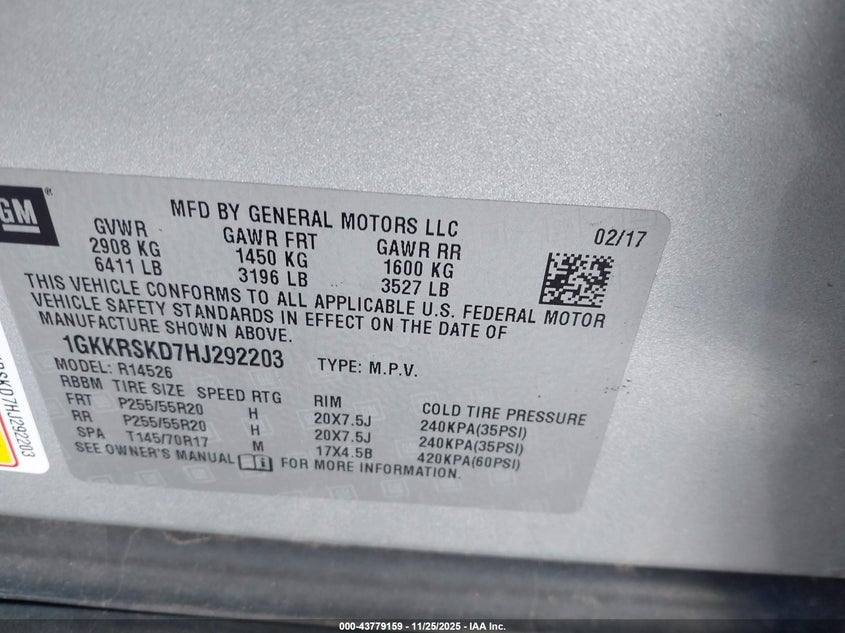 GM
MFD BY GENERAL MOTORS LLC
02/17
GVWR GAWR FRT GAWR RR
2908 KG 1450 KG 1600 KG
6411 LB 3196 LB 3527 LB
THIS VEHICLE CONFORMS TO ALL APPLICABLE U.S. FEDERAL MOTOR
VEHICLE SAFETY STANDARDS IN EFFECT ON THE DATE OF
MANUFACTURE SHOWN ABOVE.
1GKKRSKD7HJ292203 TYPE: M.P.V.
MODEL: R14526
RBBM TIRE SIZE SPEED RTG RIM COLD TIRE PRESSURE
FRT P255/55R20 H 20X7.5J 240KPA(35PSI)
RR P255/55R20 H 20X7.5J 240KPA(35PSI)
SPA T145/70R17 M 17X4.5B 420KPA(60PSI)
SEE OWNER'S MANUAL FOR MORE INFORMATION.
SKD7HJ292203
000-43779159 - 11/25/2025 - IAA Inc.